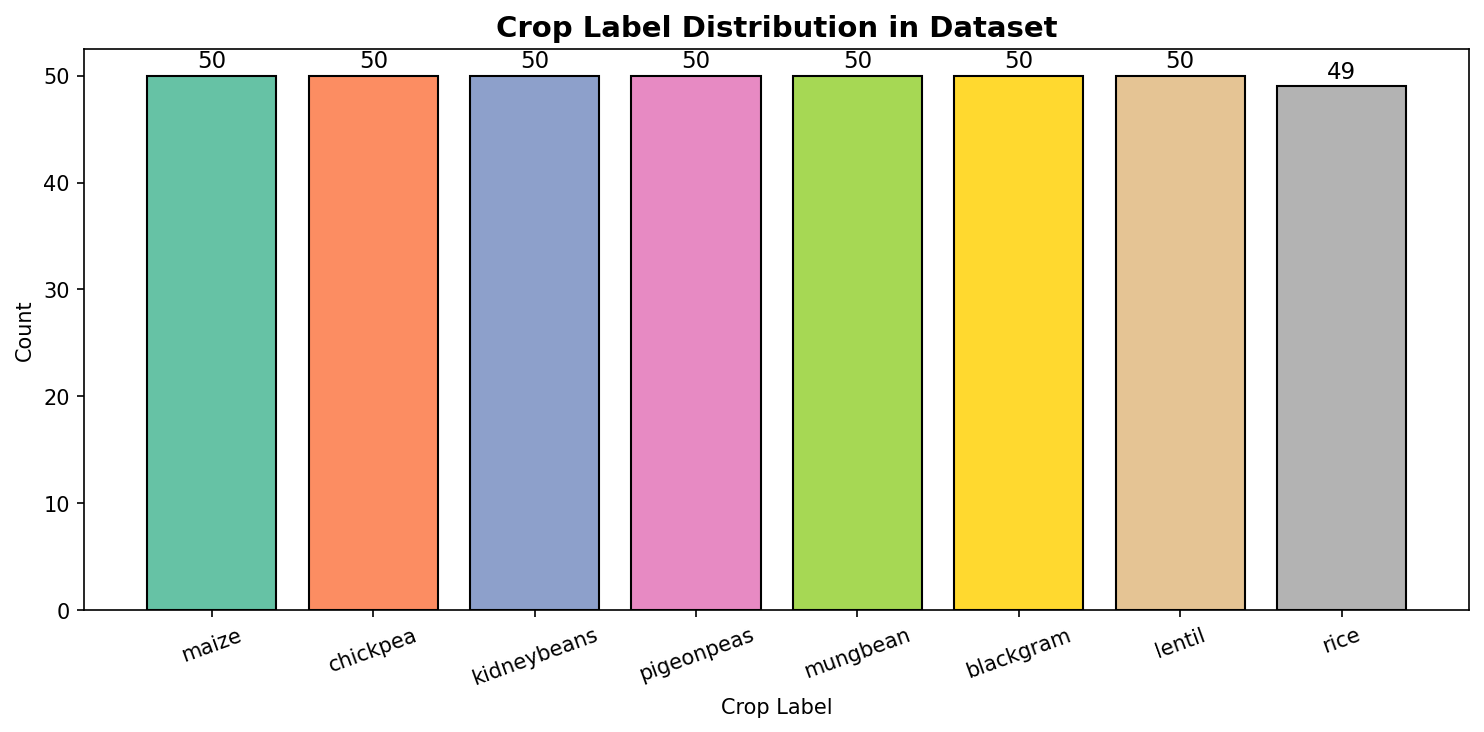 Crop Label Distribution in Dataset
50 50 50 50 50 50 50 49
50
40
30
20
10
0
Count
maize chickpea kidneybeans pigeonpeas mungbean blackgram lentil rice
Crop Label